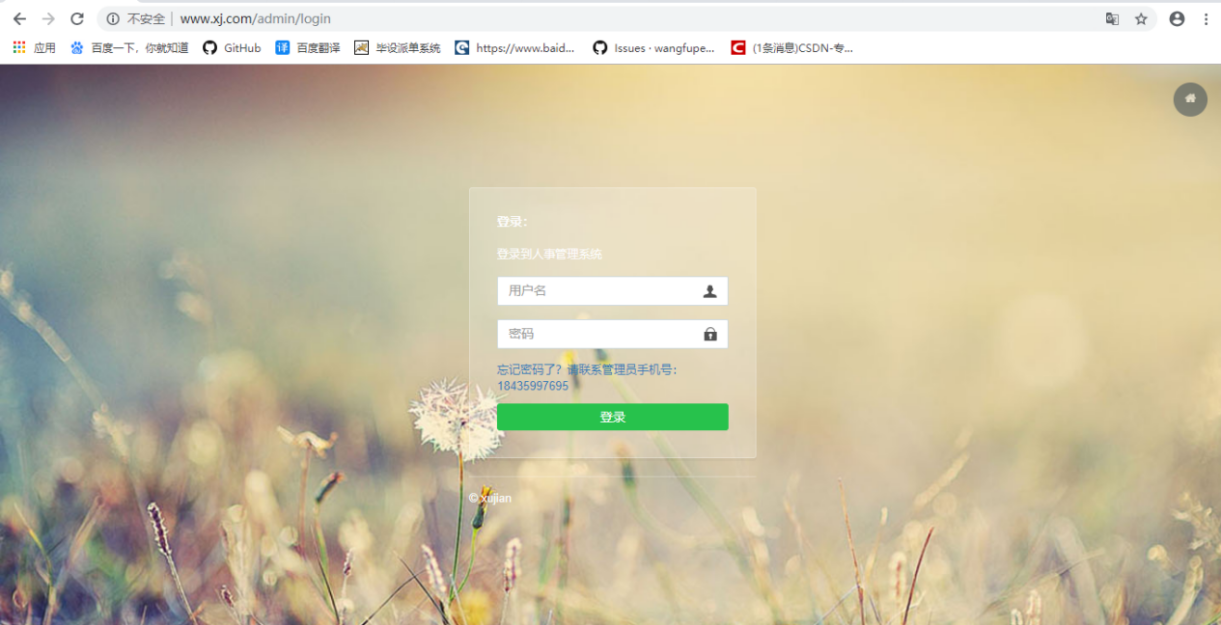 不安全 | www.xj.com/admin/login
应用 百度一下，你就知道 GitHub 百度翻译 毕设派单系统 https://www.baid... Issues · wangfupe... (1条消息)CSDN-专...
登录：
登录到人事管理系统
用户名
密码
忘记密码了？请联系管理员手机号：
18435997695
登录
© xujian